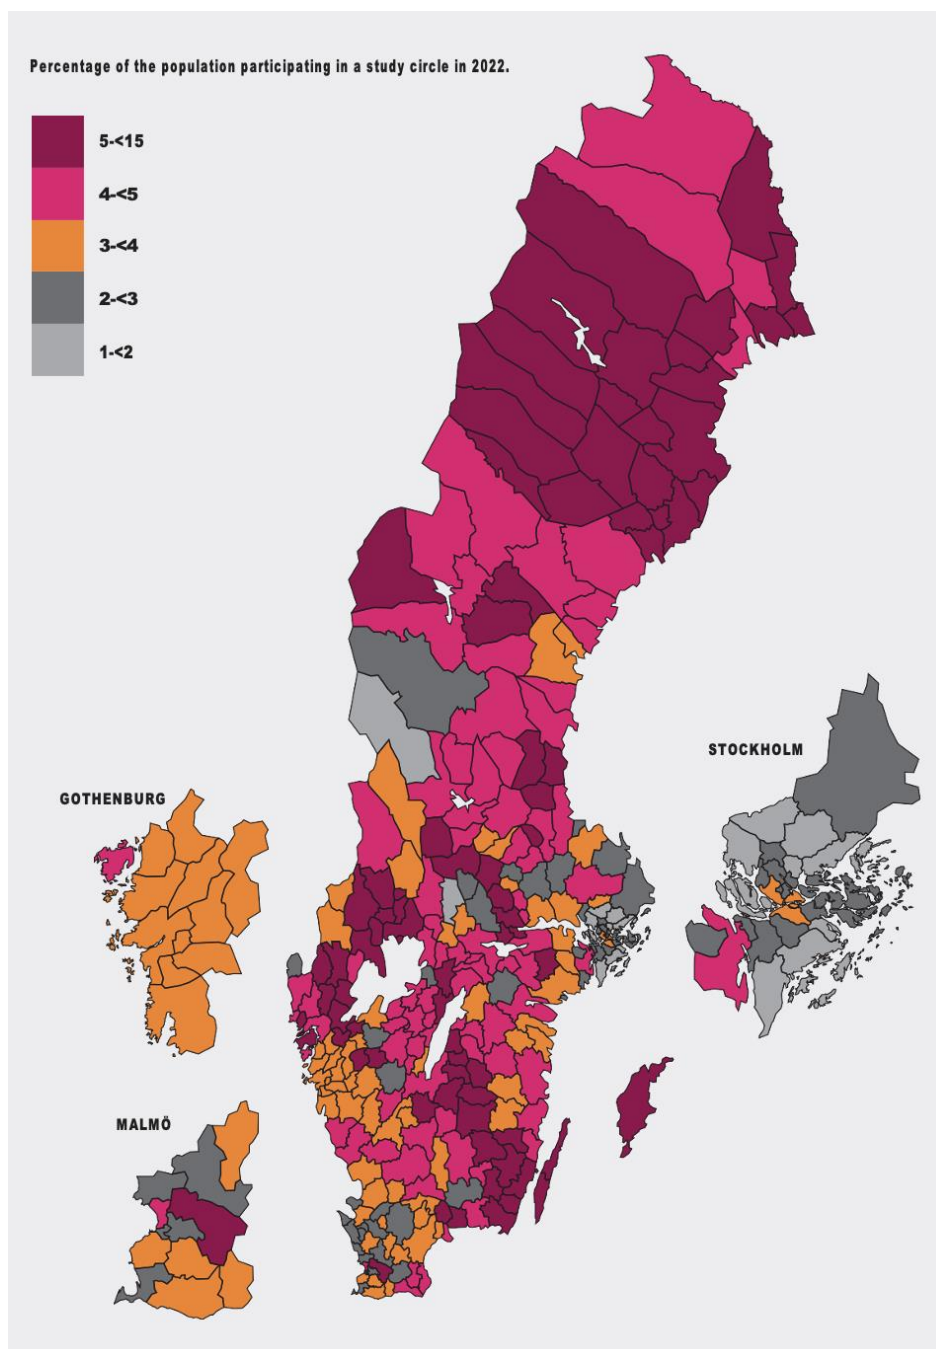 Percentage of the population participating in a study circle in 2022.
5-<15
4-<5
3-<4
2-<3
1-<2
STOCKHOLM
GOTHENBURG
MALMÖ